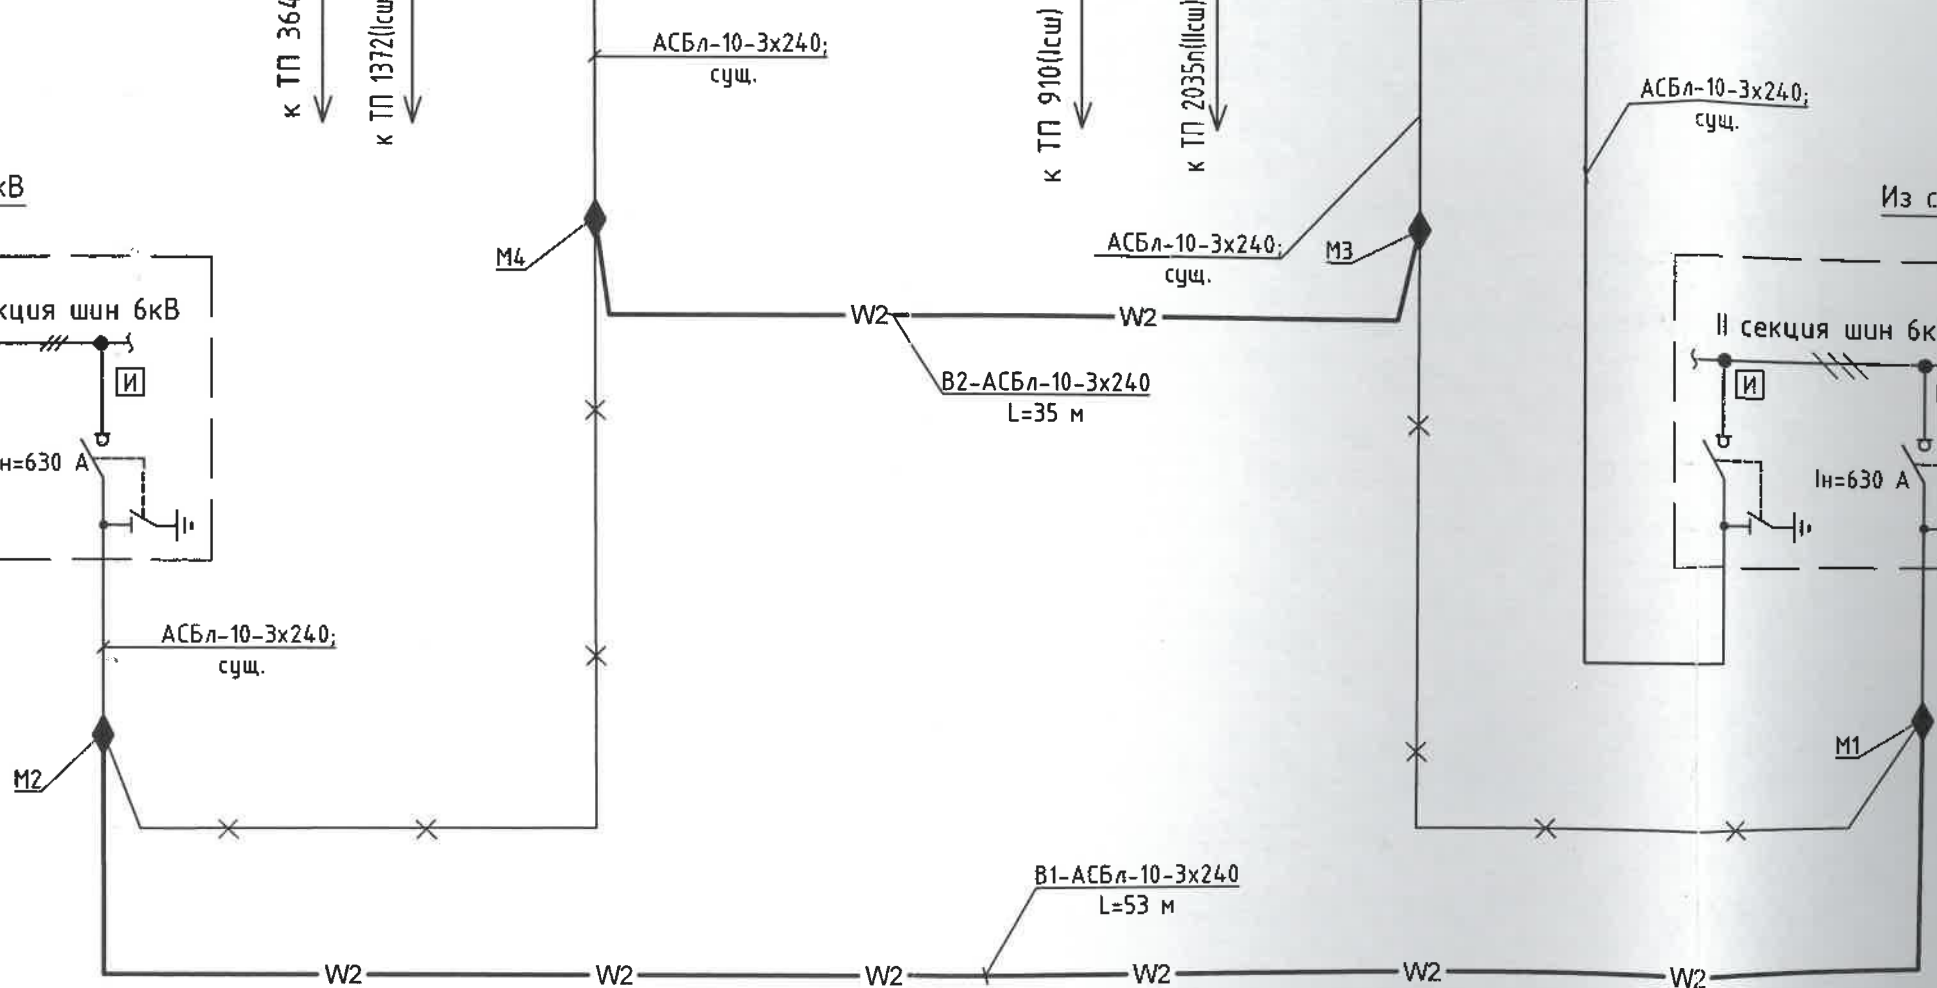 к ТП 364
к ТП 1372(Iсш
АСБл-10-3х240;
сущ.
к ТП 910(Iсш)
к ТП 2035п(IIсш)
АСБл-10-3х240;
сущ.
кВ
Из с
М4
АСБл-10-3х240;
сущ.
М3
кция шин 6кВ
W2
W2
II секция шин 6к
И
В2-АСБл-10-3х240
L=35 м
И
н=630 А
Iн=630 А
АСБл-10-3х240;
сущ.
М2
М1
В1-АСБл-10-3х240
L=53 м
W2
W2
W2
W2
W2
W2